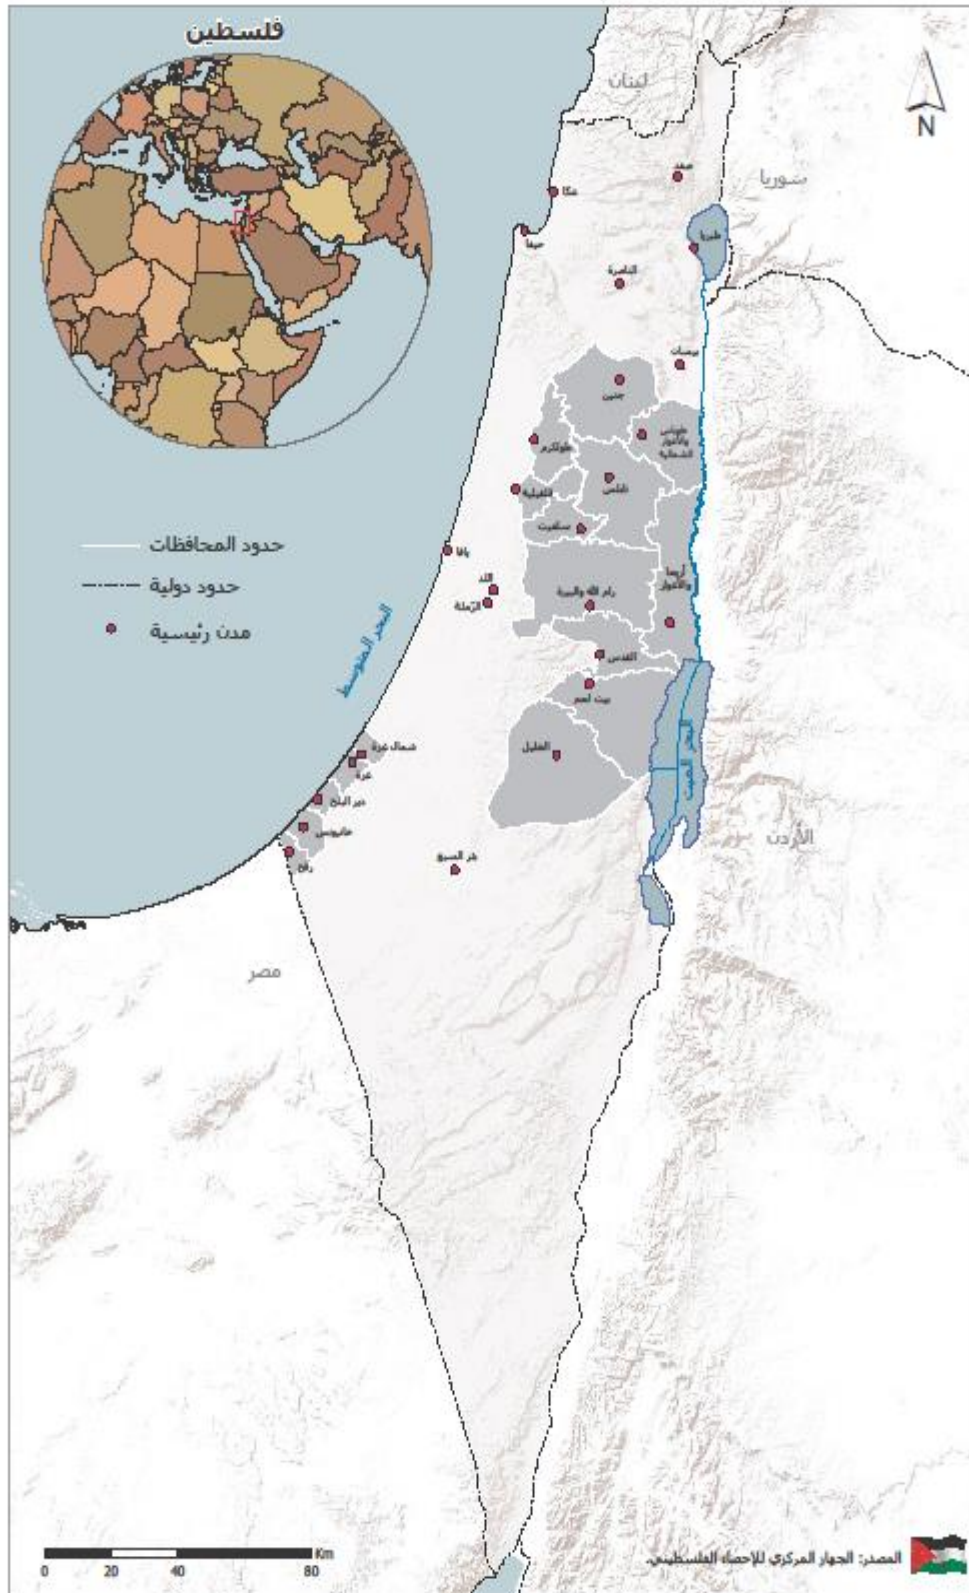 فلسطين
N
لبنان
سوريا
صفد
عكا
حيفا
طبريا
الناصرة
بيسان
جنين
طوباس
والأغوار
الشمالية
طولكرم
نابلس
قلقيلية
سلفيت
يافا
اللد
الرملة
أريحا
والأغوار
رام الله والبيرة
القدس
بيت لحم
الخليل
البحر المتوسط
البحر الميت
شمال غزة
غزة
دير البلح
خانيونس
رفح
بئر السبع
الأردن
مصر
حدود المحافظات
حدود دولية
مدن رئيسية
0 20 40 80 Km
المصدر: الجهاز المركزي للإحصاء الفلسطيني.